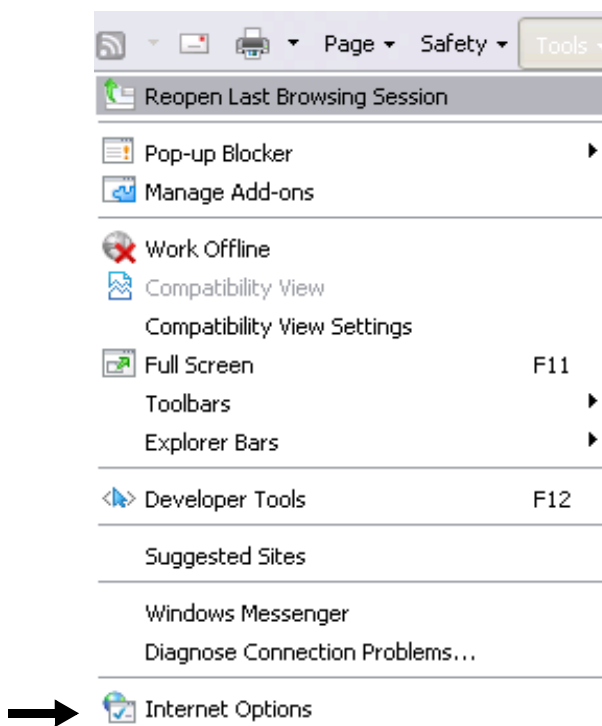 Page Safety Tools
Reopen Last Browsing Session
Pop-up Blocker
Manage Add-ons
Work Offline
Compatibility View
Compatibility View Settings
Full Screen F11
Toolbars
Explorer Bars
Developer Tools F12
Suggested Sites
Windows Messenger
Diagnose Connection Problems...
Internet Options